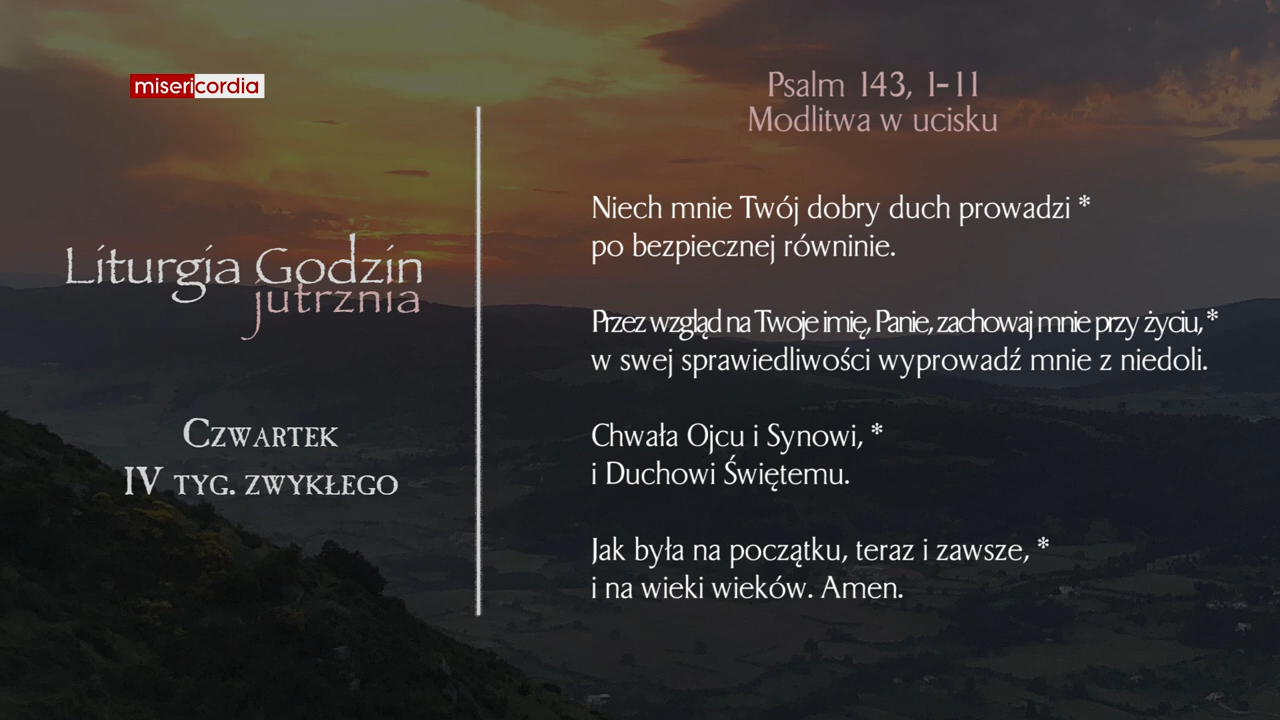 misericordia
Liturgia Godzin
jutrznia
Czwartek
IV tyg. zwykłego
Psalm 143, 1-11
Modlitwa w ucisku
Niech mnie Twój dobry duch prowadzi *
po bezpiecznej równinie.
Przez wzgląd na Twoje imię, Panie, zachowaj mnie przy życiu, *
w swej sprawiedliwości wyprowadź mnie z niedoli.
Chwała Ojcu i Synowi, *
i Duchowi Świętemu.
Jak była na początku, teraz i zawsze, *
i na wieki wieków. Amen.